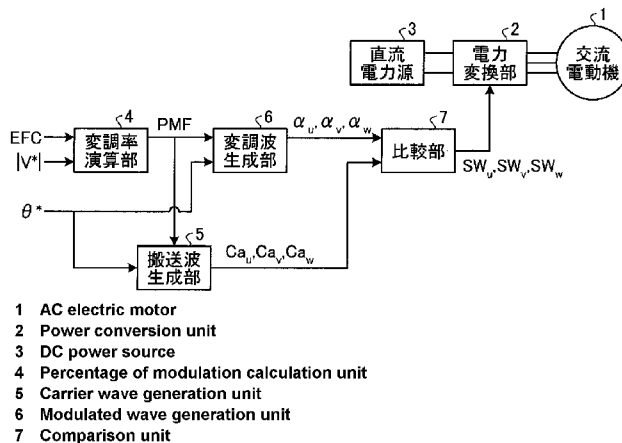 1
3
2
直流
電力源
電力
変換部
交流
電動機
4
PMF
6
αu, αv, αw
7
EFC
|V*|
変調率
演算部
変調波
生成部
比較部
SWu,SWv,SWw
θ*
5
搬送波
生成部
Cau,Cav,Caw
1 AC electric motor
2 Power conversion unit
3 DC power source
4 Percentage of modulation calculation unit
5 Carrier wave generation unit
6 Modulated wave generation unit
7 Comparison unit